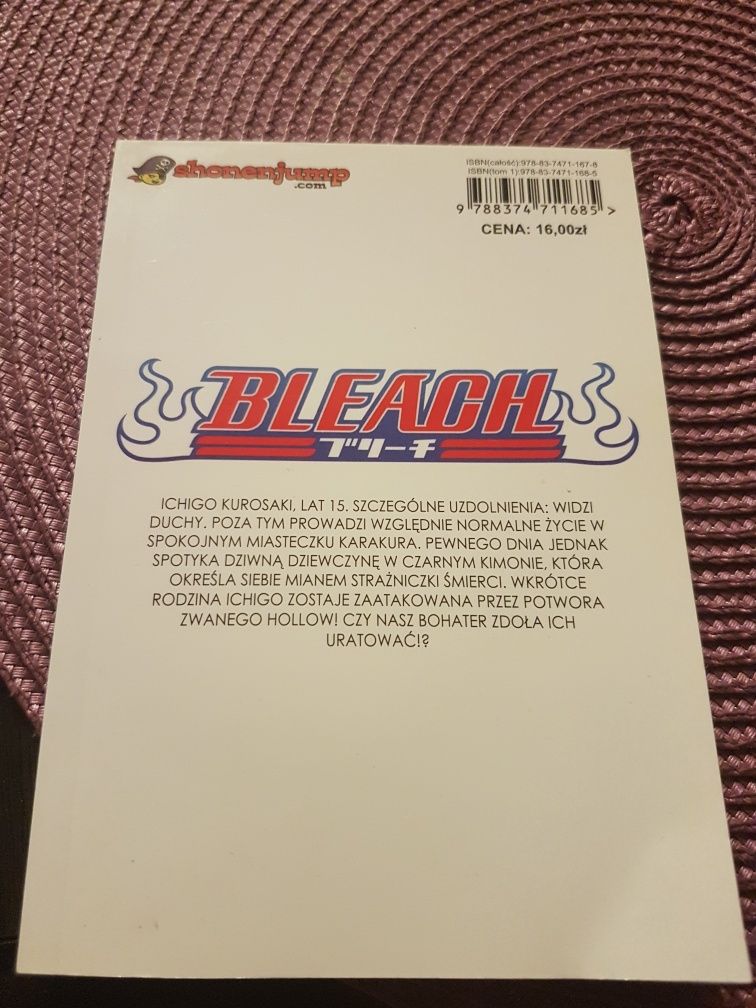 shonenjump
.com
ISBN(całość):978-83-7471-167-8
ISBN(tom 1):978-83-7471-168-5
9 788374 711685 >
CENA: 16,00zł
BLEACH
ブリーチ
ICHIGO KUROSAKI, LAT 15. SZCZEGÓLNE UZDOLNIENIA: WIDZI
DUCHY. POZA TYM PROWADZI WZGLĘDNIE NORMALNE ŻYCIE W
SPOKOJNYM MIASTECZKU KARAKURA. PEWNEGO DNIA JEDNAK
SPOTYKA DZIWNĄ DZIEWCZYNĘ W CZARNYM KIMONIE, KTÓRA
OKREŚLA SIEBIE MIANEM STRAŻNICZKI ŚMIERCI. WKRÓTCE
RODZINA ICHIGO ZOSTAJE ZAATAKOWANA PRZEZ POTWORA
ZWANEGO HOLLOW! CZY NASZ BOHATER ZDOŁA ICH
URATOWAĆ!?